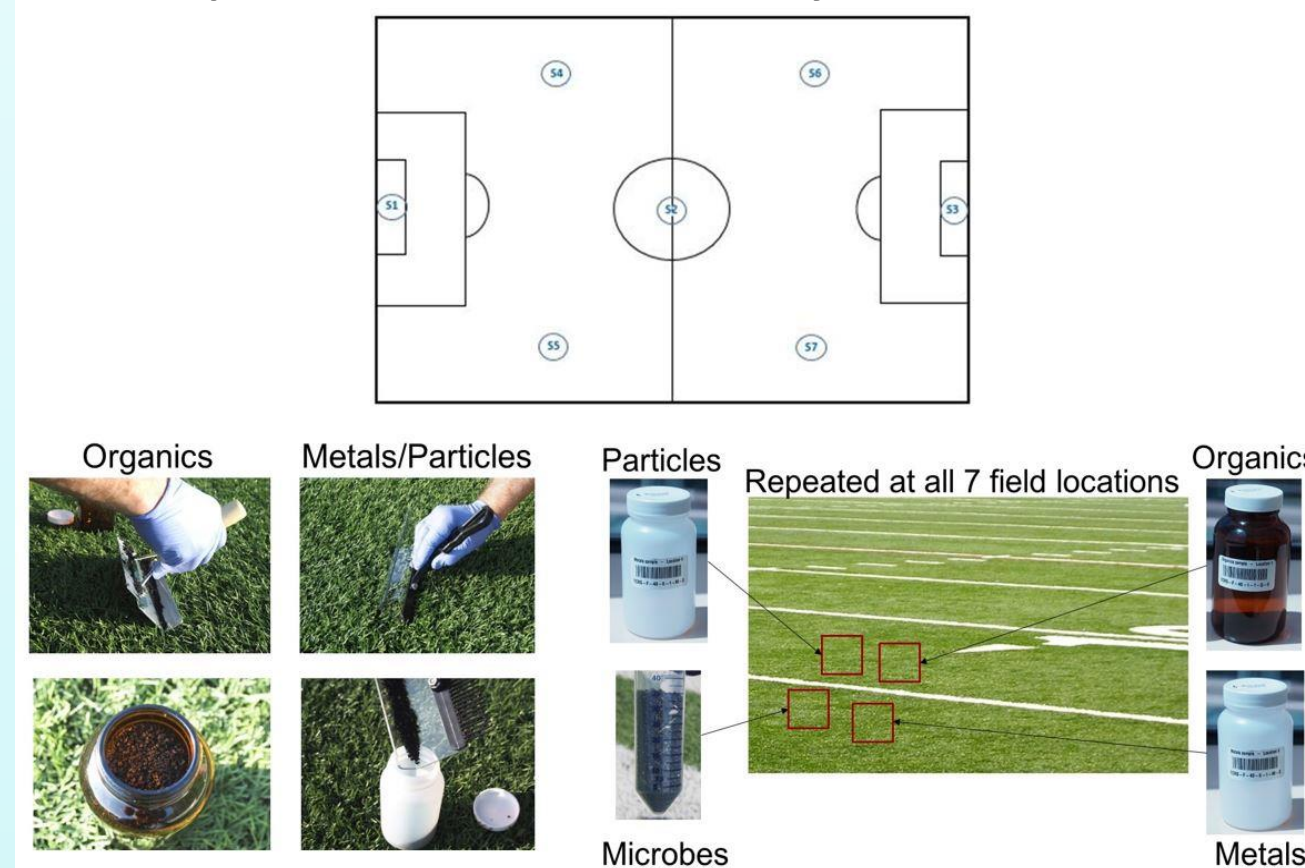 S4
S6
S1
S2
S3
S5
S7
Organics
Metals/Particles
Particles
Repeated at all 7 field locations
Organics
Microbes
Metals